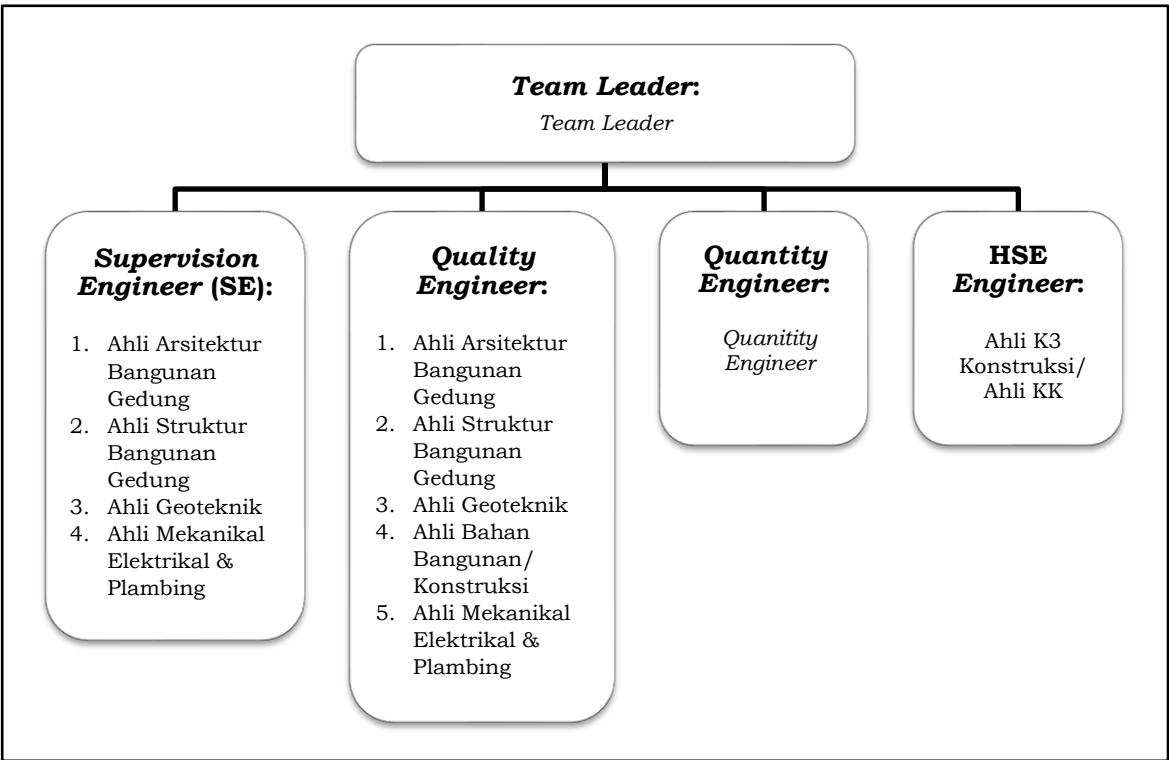 Team Leader:
Team Leader
Supervision
Engineer (SE):
1. Ahli Arsitektur
Bangunan
Gedung
2. Ahli Struktur
Bangunan
Gedung
3. Ahli Geoteknik
4. Ahli Mekanikal
Elektrikal &
Plambing
Quality
Engineer:
1. Ahli Arsitektur
Bangunan
Gedung
2. Ahli Struktur
Bangunan
Gedung
3. Ahli Geoteknik
4. Ahli Bahan
Bangunan/
Konstruksi
5. Ahli Mekanikal
Elektrikal &
Plambing
Quantity
Engineer:
Quanitity
Engineer
HSE
Engineer:
Ahli K3
Konstruksi/
Ahli KK